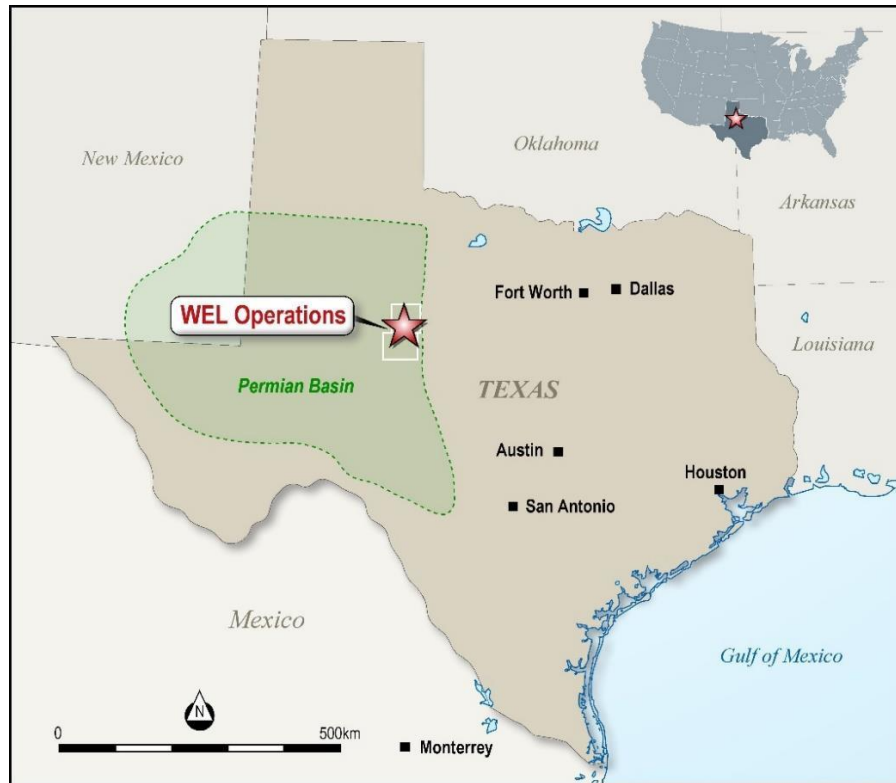 New Mexico
Oklahoma
Arkansas
Fort Worth
Dallas
WEL Operations
Louisiana
Permian Basin
TEXAS
Austin
Houston
San Antonio
Mexico
Gulf of Mexico
N
0
500km
Monterrey